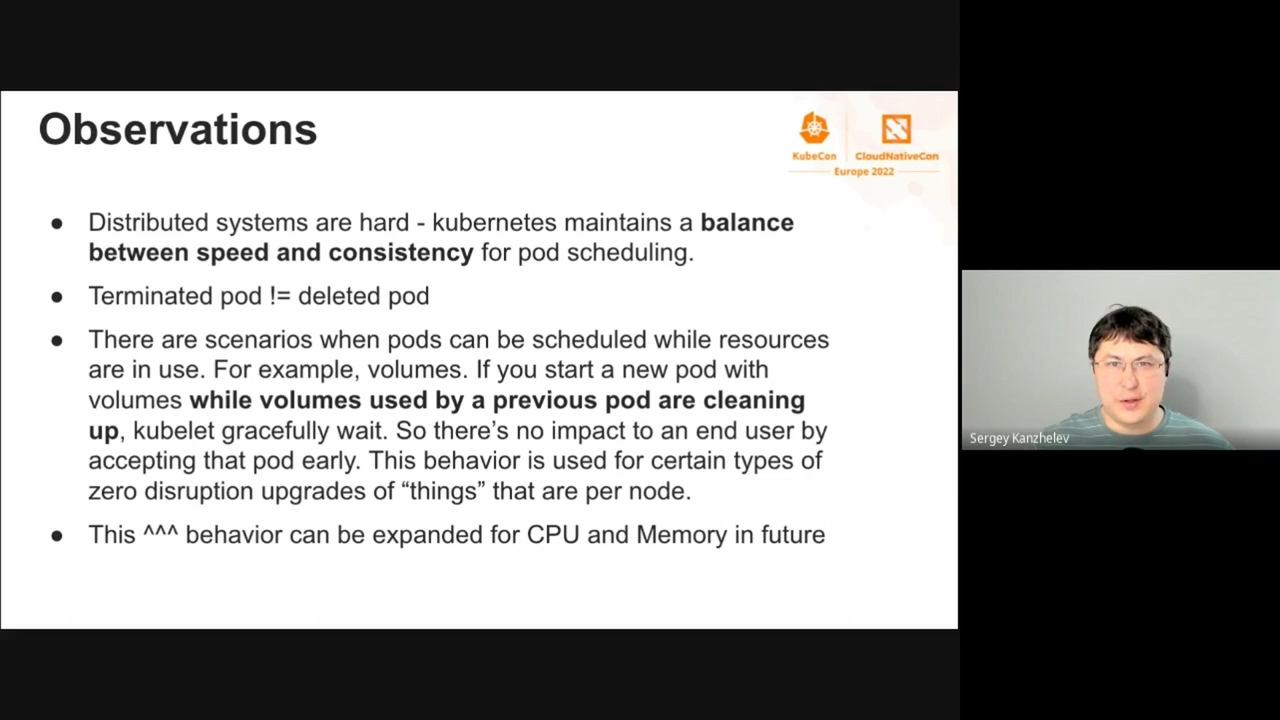 Observations
KubeCon
CloudNativeCon
Europe 2022
● Distributed systems are hard - kubernetes maintains a balance
between speed and consistency for pod scheduling.
● Terminated pod != deleted pod
● There are scenarios when pods can be scheduled while resources
are in use. For example, volumes. If you start a new pod with
volumes while volumes used by a previous pod are cleaning
up, kubelet gracefully wait. So there’s no impact to an end user by
accepting that pod early. This behavior is used for certain types of
zero disruption upgrades of “things” that are per node.
● This ^^^ behavior can be expanded for CPU and Memory in future
Sergey Kanzhelev